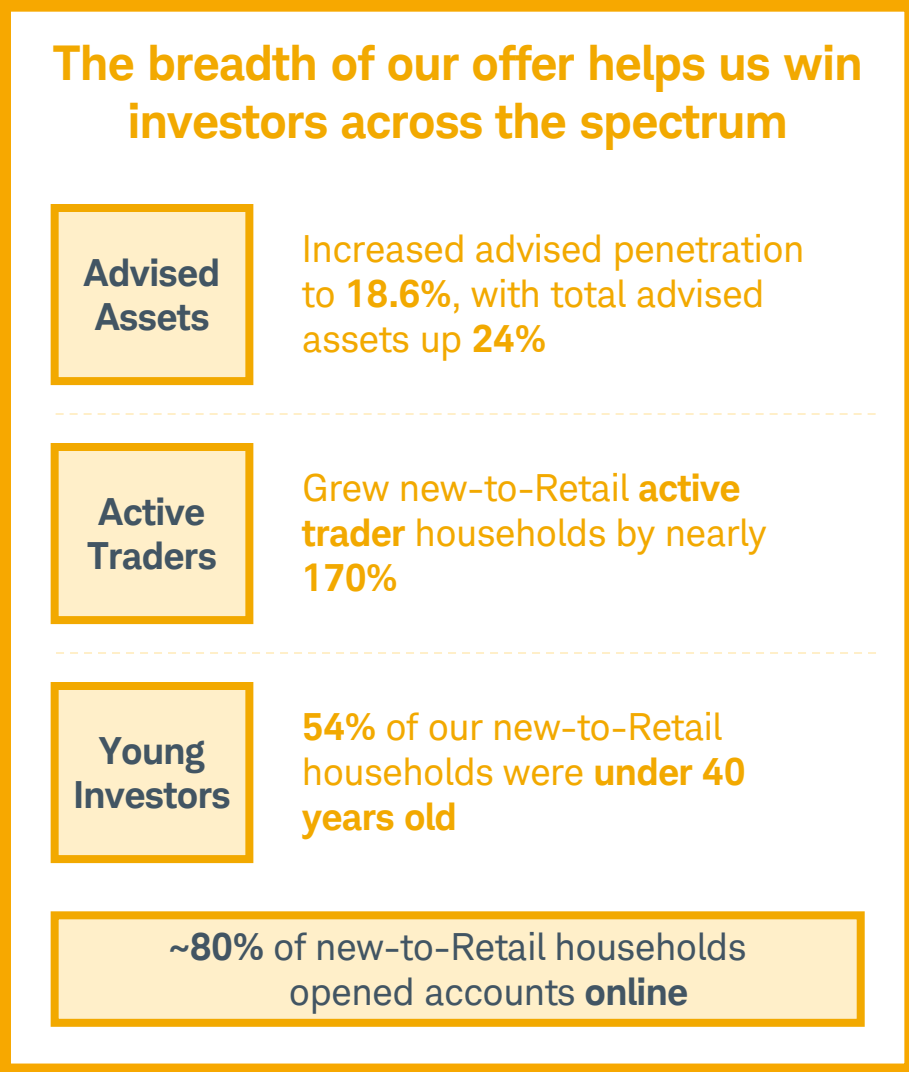 The breadth of our offer helps us win
investors across the spectrum
Advised
Assets
Increased advised penetration
to 18.6%, with total advised
assets up 24%
Active
Traders
Grew new-to-Retail active
trader households by nearly
170%
Young
Investors
54% of our new-to-Retail
households were under 40
years old
~80% of new-to-Retail households
opened accounts online